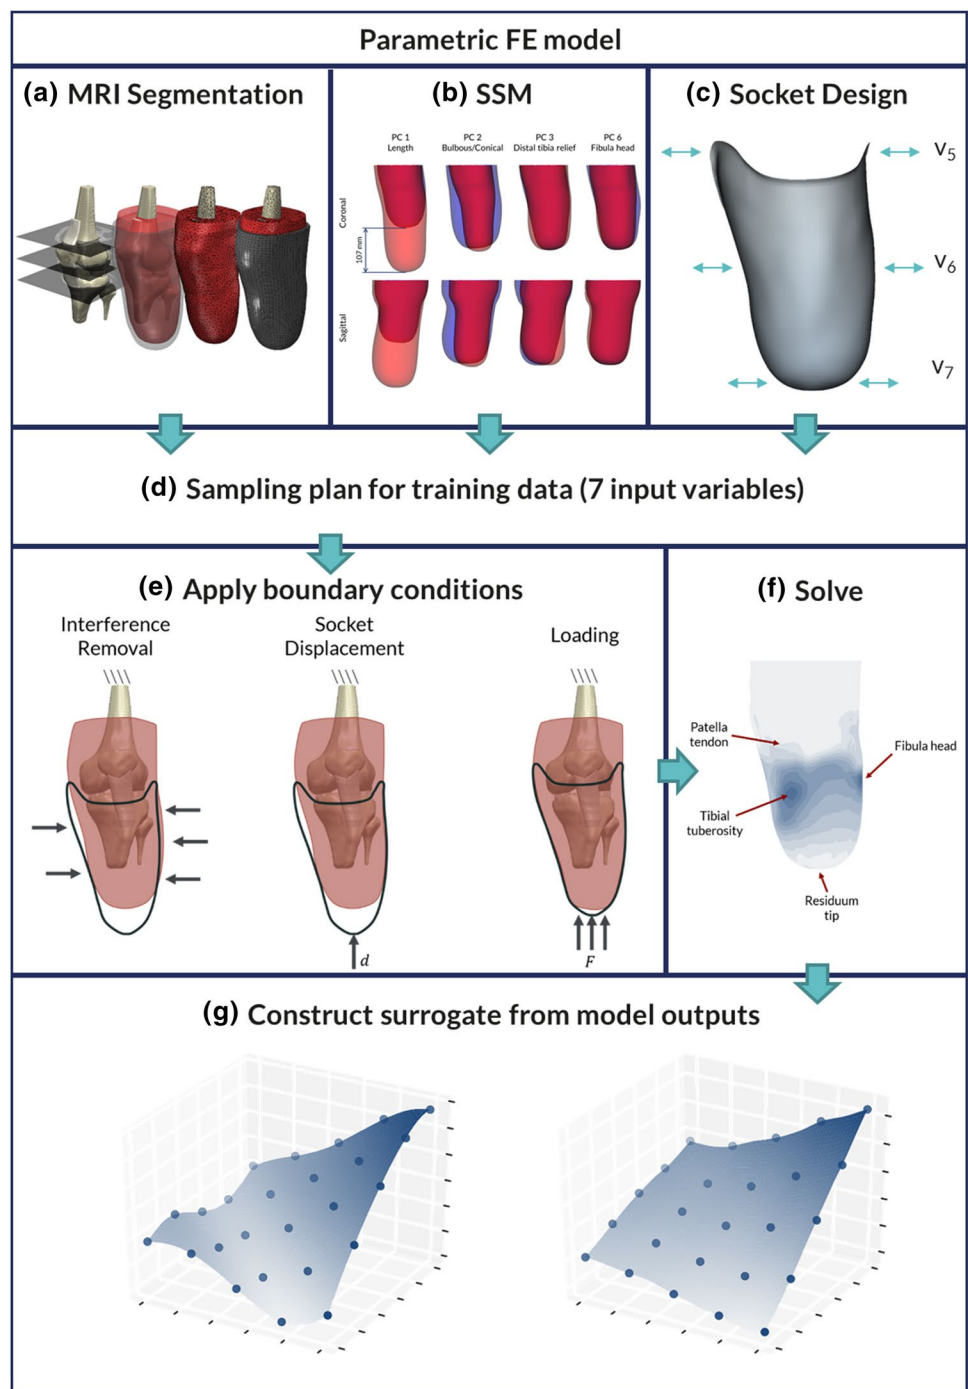 Parametric FE model
(a) MRI Segmentation
(b) SSM
(c) Socket Design
PC 1
Length
PC 2
Bulbous/Conical
PC 3
Distal tibia relief
PC 6
Fibula head
Coronal
107 mm
Sagittal
v5
v6
v7
(d) Sampling plan for training data (7 input variables)
(e) Apply boundary conditions
Interference
Removal
Socket
Displacement
Loading
d
F
(f) Solve
Patella
tendon
Fibula head
Tibial
tuberosity
Residuum
tip
(g) Construct surrogate from model outputs